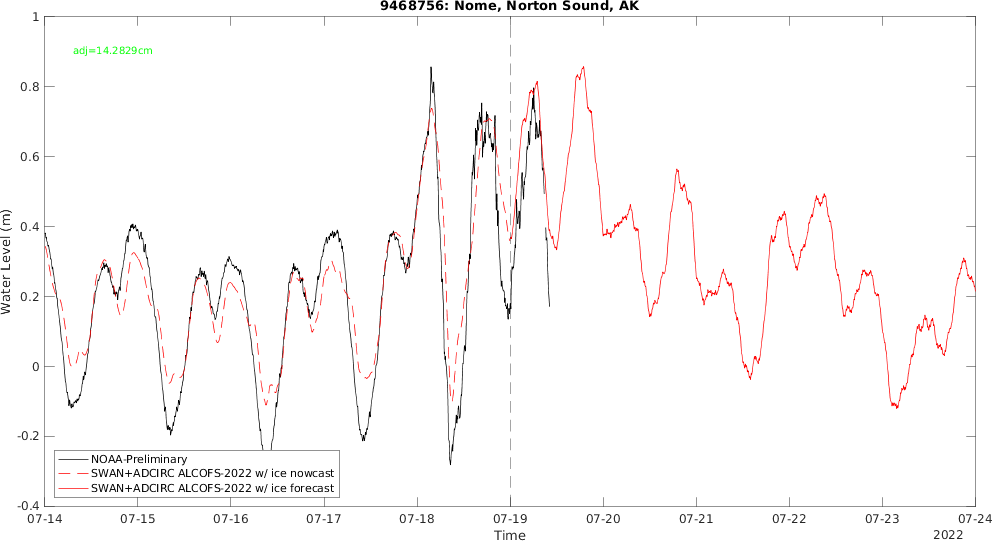 9468756: Nome, Norton Sound, AK
adj=14.2829cm
Water Level (m)
1
0.8
0.6
0.4
0.2
0
-0.2
-0.4
NOAA-Preliminary
SWAN+ADCIRC ALCOFS-2022 w/ ice nowcast
SWAN+ADCIRC ALCOFS-2022 w/ ice forecast
07-14 07-15 07-16 07-17 07-18 07-19 07-20 07-21 07-22 07-23 07-24
Time
2022